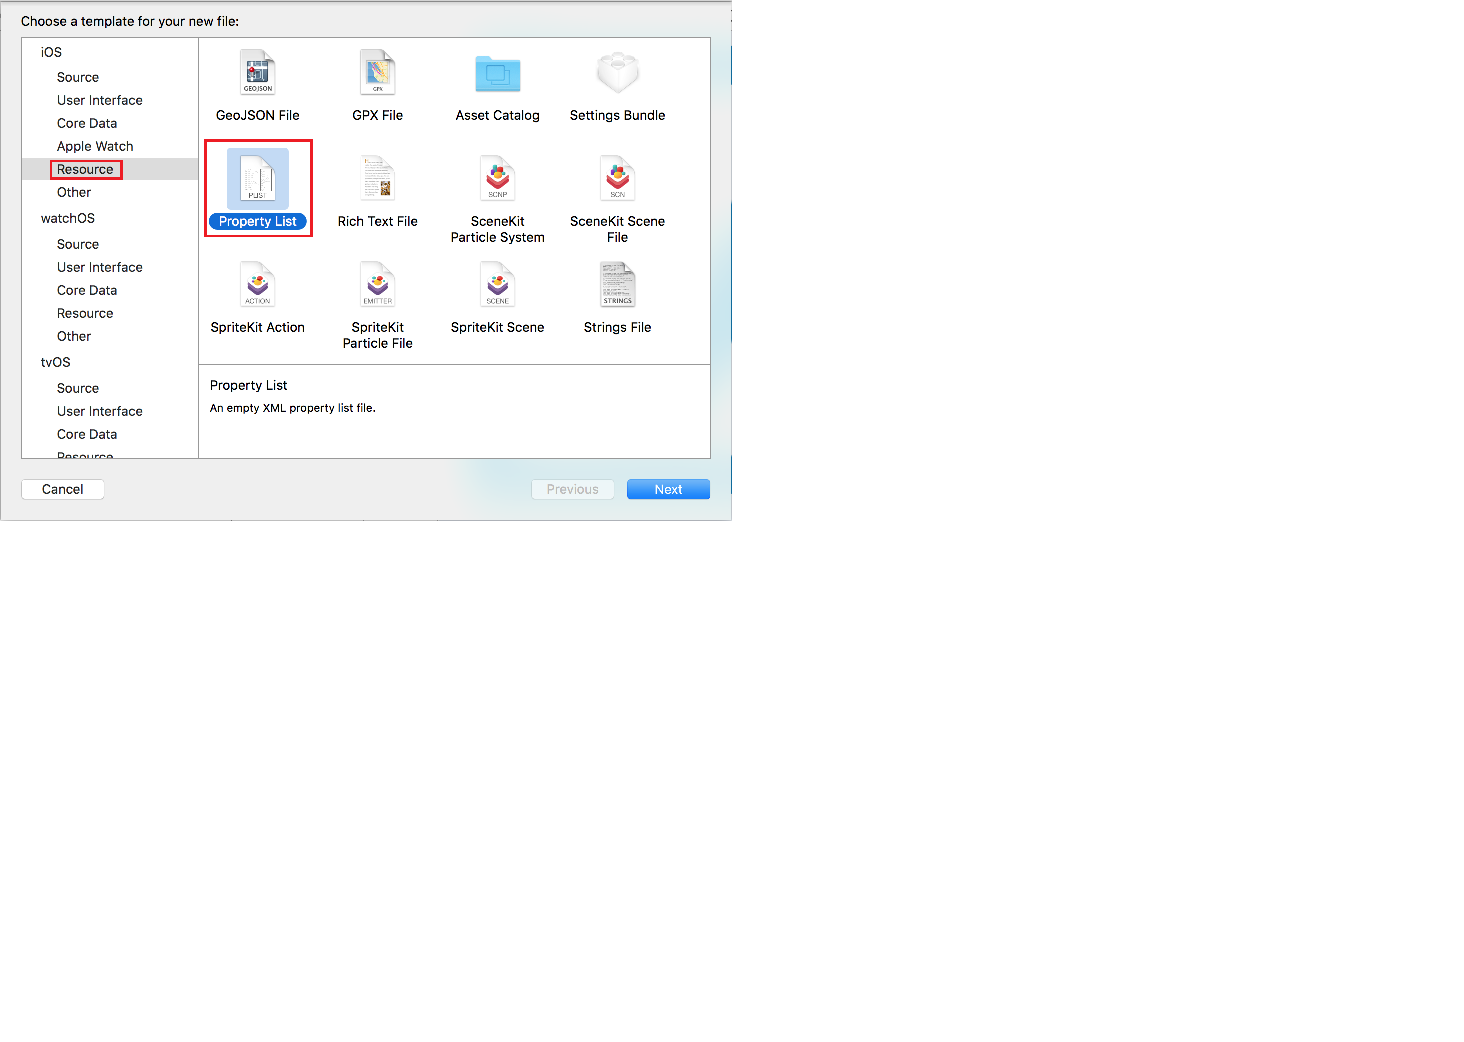 Choose a template for your new file:
iOS
Source
User Interface
Core Data
Apple Watch
Resource
Other
watchOS
Source
User Interface
Core Data
Resource
Other
tvOS
Source
User Interface
Core Data
Resource
GEOJSON
GeoJSON File
GPX
GPX File
Asset Catalog
Settings Bundle
PLIST
Property List
Rich Text File
SCNP
SceneKit
Particle System
SCN
SceneKit Scene
File
ACTION
SpriteKit Action
EMITTER
SpriteKit
Particle File
SCENE
SpriteKit Scene
STRINGS
Strings File
Property List
An empty XML property list file.
Cancel
Previous
Next